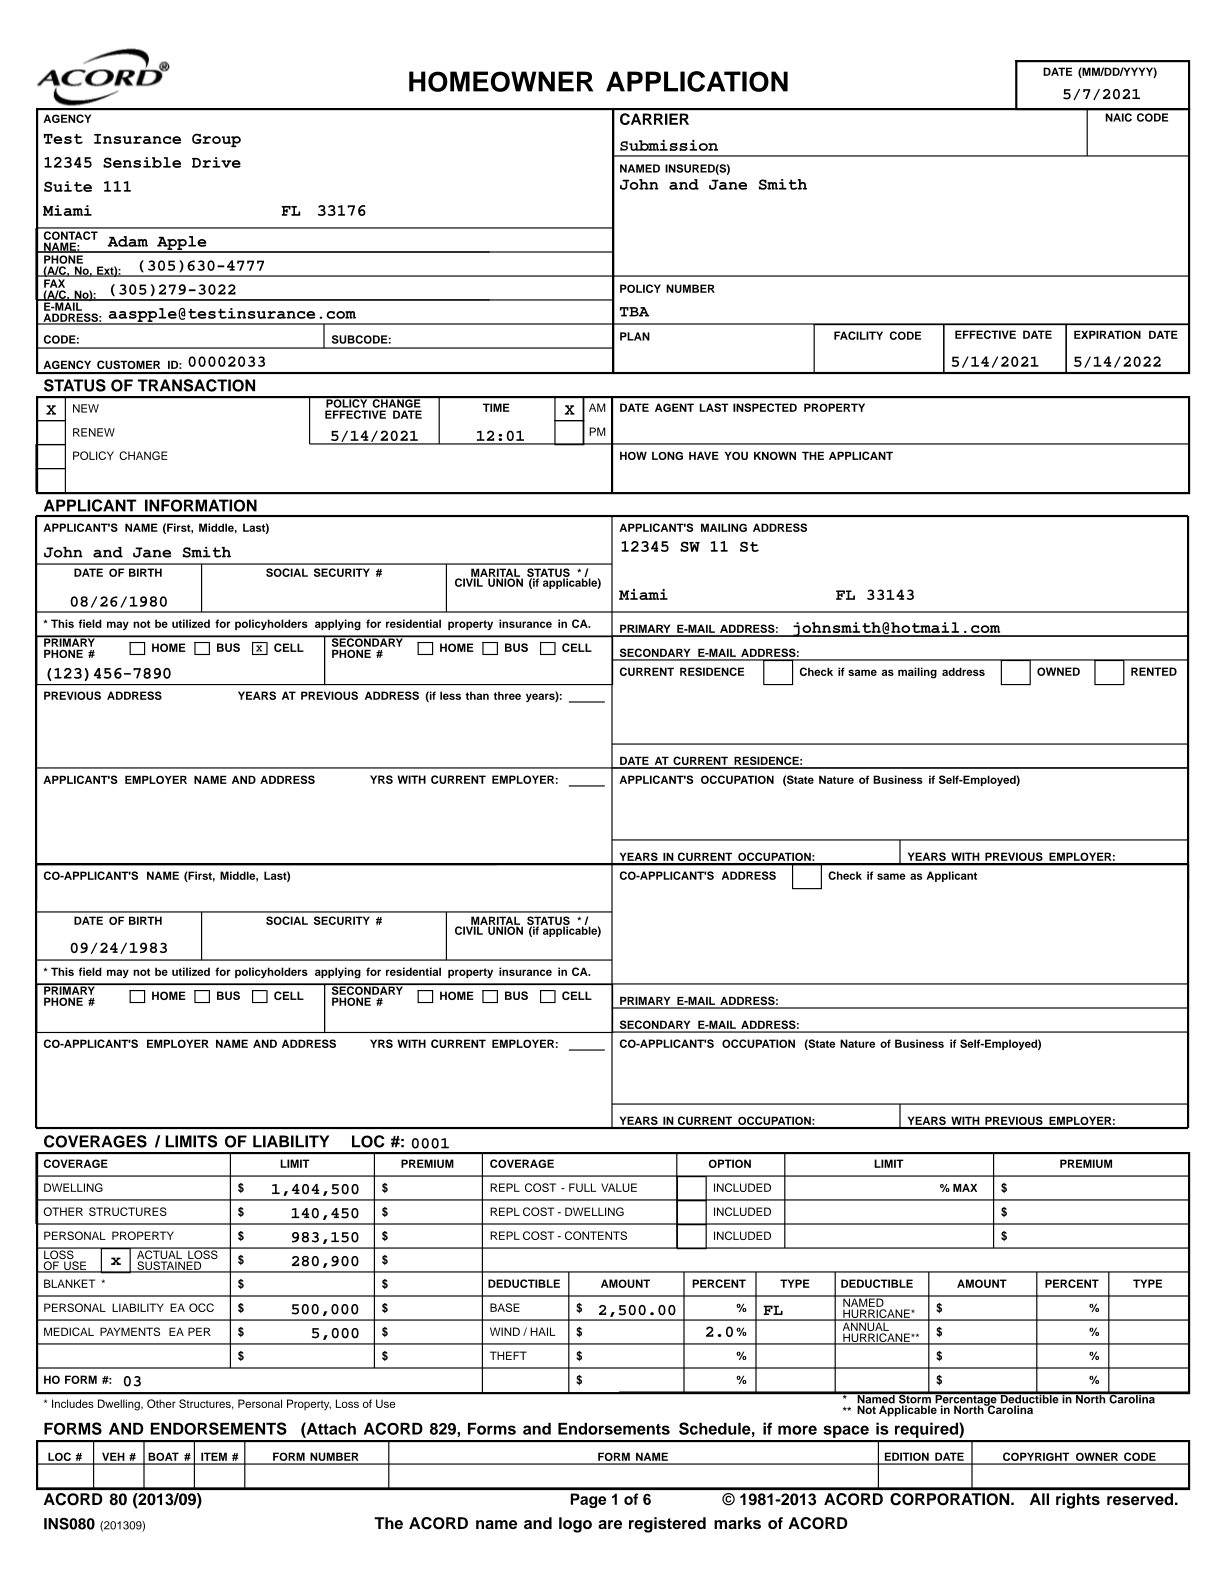 ACORD®
HOMEOWNER APPLICATION
DATE (MM/DD/YYYY)
5/7/2021
AGENCY
Test Insurance Group
12345 Sensible Drive
Suite 111
Miami FL 33176
CONTACT NAME: Adam Apple
PHONE (A/C, No, Ext): (305)630-4777
FAX (A/C, No): (305)279-3022
E-MAIL ADDRESS: aaspple@testinsurance.com
CODE: SUBCODE:
AGENCY CUSTOMER ID: 00002033
CARRIER NAIC CODE
Submission
NAMED INSURED(S)
John and Jane Smith
POLICY NUMBER
TBA
PLAN FACILITY CODE EFFECTIVE DATE EXPIRATION DATE
5/14/2021 5/14/2022
STATUS OF TRANSACTION
X NEW
RENEW
POLICY CHANGE
POLICY CHANGE EFFECTIVE DATE TIME X AM
5/14/2021 12:01 PM
DATE AGENT LAST INSPECTED PROPERTY
HOW LONG HAVE YOU KNOWN THE APPLICANT
APPLICANT INFORMATION
APPLICANT'S NAME (First, Middle, Last)
John and Jane Smith
DATE OF BIRTH SOCIAL SECURITY # MARITAL STATUS * / CIVIL UNION (if applicable)
08/26/1980
* This field may not be utilized for policyholders applying for residential property insurance in CA.
PRIMARY PHONE # HOME BUS X CELL SECONDARY PHONE # HOME BUS CELL
(123)456-7890
PREVIOUS ADDRESS YEARS AT PREVIOUS ADDRESS (if less than three years):
APPLICANT'S MAILING ADDRESS
12345 SW 11 St
Miami FL 33143
PRIMARY E-MAIL ADDRESS: johnsmith@hotmail.com
SECONDARY E-MAIL ADDRESS:
CURRENT RESIDENCE Check if same as mailing address OWNED RENTED
DATE AT CURRENT RESIDENCE:
APPLICANT'S EMPLOYER NAME AND ADDRESS YRS WITH CURRENT EMPLOYER:
APPLICANT'S OCCUPATION (State Nature of Business if Self-Employed)
YEARS IN CURRENT OCCUPATION: YEARS WITH PREVIOUS EMPLOYER:
CO-APPLICANT'S NAME (First, Middle, Last)
DATE OF BIRTH SOCIAL SECURITY # MARITAL STATUS * / CIVIL UNION (if applicable)
09/24/1983
* This field may not be utilized for policyholders applying for residential property insurance in CA.
PRIMARY PHONE # HOME BUS CELL SECONDARY PHONE # HOME BUS CELL
CO-APPLICANT'S ADDRESS Check if same as Applicant
PRIMARY E-MAIL ADDRESS:
SECONDARY E-MAIL ADDRESS:
CO-APPLICANT'S EMPLOYER NAME AND ADDRESS YRS WITH CURRENT EMPLOYER:
CO-APPLICANT'S OCCUPATION (State Nature of Business if Self-Employed)
YEARS IN CURRENT OCCUPATION: YEARS WITH PREVIOUS EMPLOYER:
COVERAGES / LIMITS OF LIABILITY LOC #: 0001
COVERAGE LIMIT PREMIUM COVERAGE OPTION LIMIT PREMIUM
DWELLING $ 1,404,500 $ REPL COST - FULL VALUE INCLUDED % MAX $
OTHER STRUCTURES $ 140,450 $ REPL COST - DWELLING INCLUDED $
PERSONAL PROPERTY $ 983,150 $ REPL COST - CONTENTS INCLUDED $
LOSS OF USE X ACTUAL LOSS SUSTAINED $ 280,900 $
BLANKET * $ $ DEDUCTIBLE AMOUNT PERCENT TYPE DEDUCTIBLE AMOUNT PERCENT TYPE
PERSONAL LIABILITY EA OCC $ 500,000 $ BASE $ 2,500.00 % FL NAMED HURRICANE* $ %
MEDICAL PAYMENTS EA PER $ 5,000 $ WIND / HAIL $ 2.0% ANNUAL HURRICANE** $ %
$ $ THEFT $ % $ %
HO FORM #: 03 $ % $ %
* Includes Dwelling, Other Structures, Personal Property, Loss of Use
* Named Storm Percentage Deductible in North Carolina
** Not Applicable in North Carolina
FORMS AND ENDORSEMENTS (Attach ACORD 829, Forms and Endorsements Schedule, if more space is required)
LOC # VEH # BOAT # ITEM # FORM NUMBER FORM NAME EDITION DATE COPYRIGHT OWNER CODE
ACORD 80 (2013/09) Page 1 of 6 © 1981-2013 ACORD CORPORATION. All rights reserved.
INS080 (201309) The ACORD name and logo are registered marks of ACORD